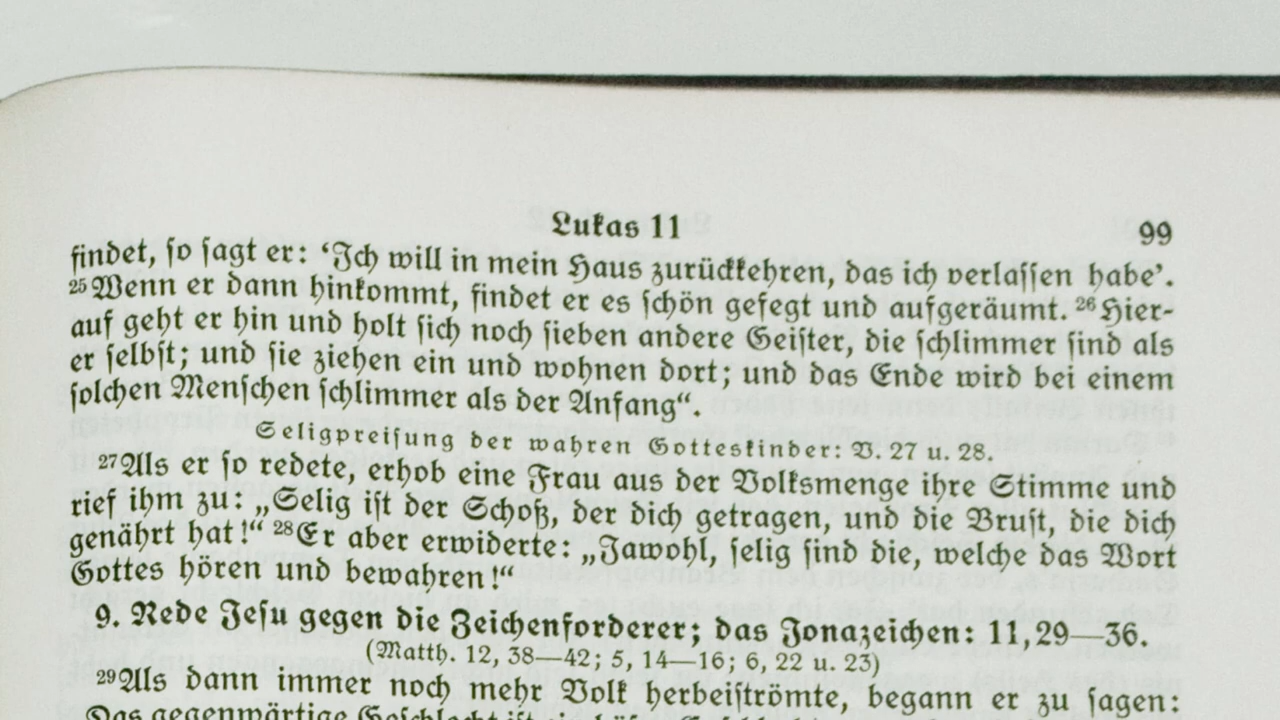 Lukas 11
99
findet, so sagt er: ‘Ich will in mein Haus zurückkehren, das ich verlassen habe’.
²⁵Wenn er dann hinkommt, findet er es schön gefegt und aufgeräumt. ²⁶Hier-
auf geht er hin und holt sich noch sieben andere Geister, die schlimmer sind als
er selbst; und sie ziehen ein und wohnen dort; und das Ende wird bei einem
solchen Menschen schlimmer als der Anfang“.
Seligpreisung der wahren Gotteskinder: V. 27 u. 28.
²⁷Als er so redete, erhob eine Frau aus der Volksmenge ihre Stimme und
rief ihm zu: „Selig ist der Schoß, der dich getragen, und die Brust, die dich
genährt hat!“ ²⁸Er aber erwiderte: „Jawohl, selig sind die, welche das Wort
Gottes hören und bewahren!“
9. Rede Jesu gegen die Zeichenforderer; das Jonazeichen: 11,29—36.
(Matth. 12, 38—42; 5, 14—16; 6, 22 u. 23)
²⁹Als dann immer noch mehr Volk herbeiströmte, begann er zu sagen:
Das gegenwärtige Geschlecht ist